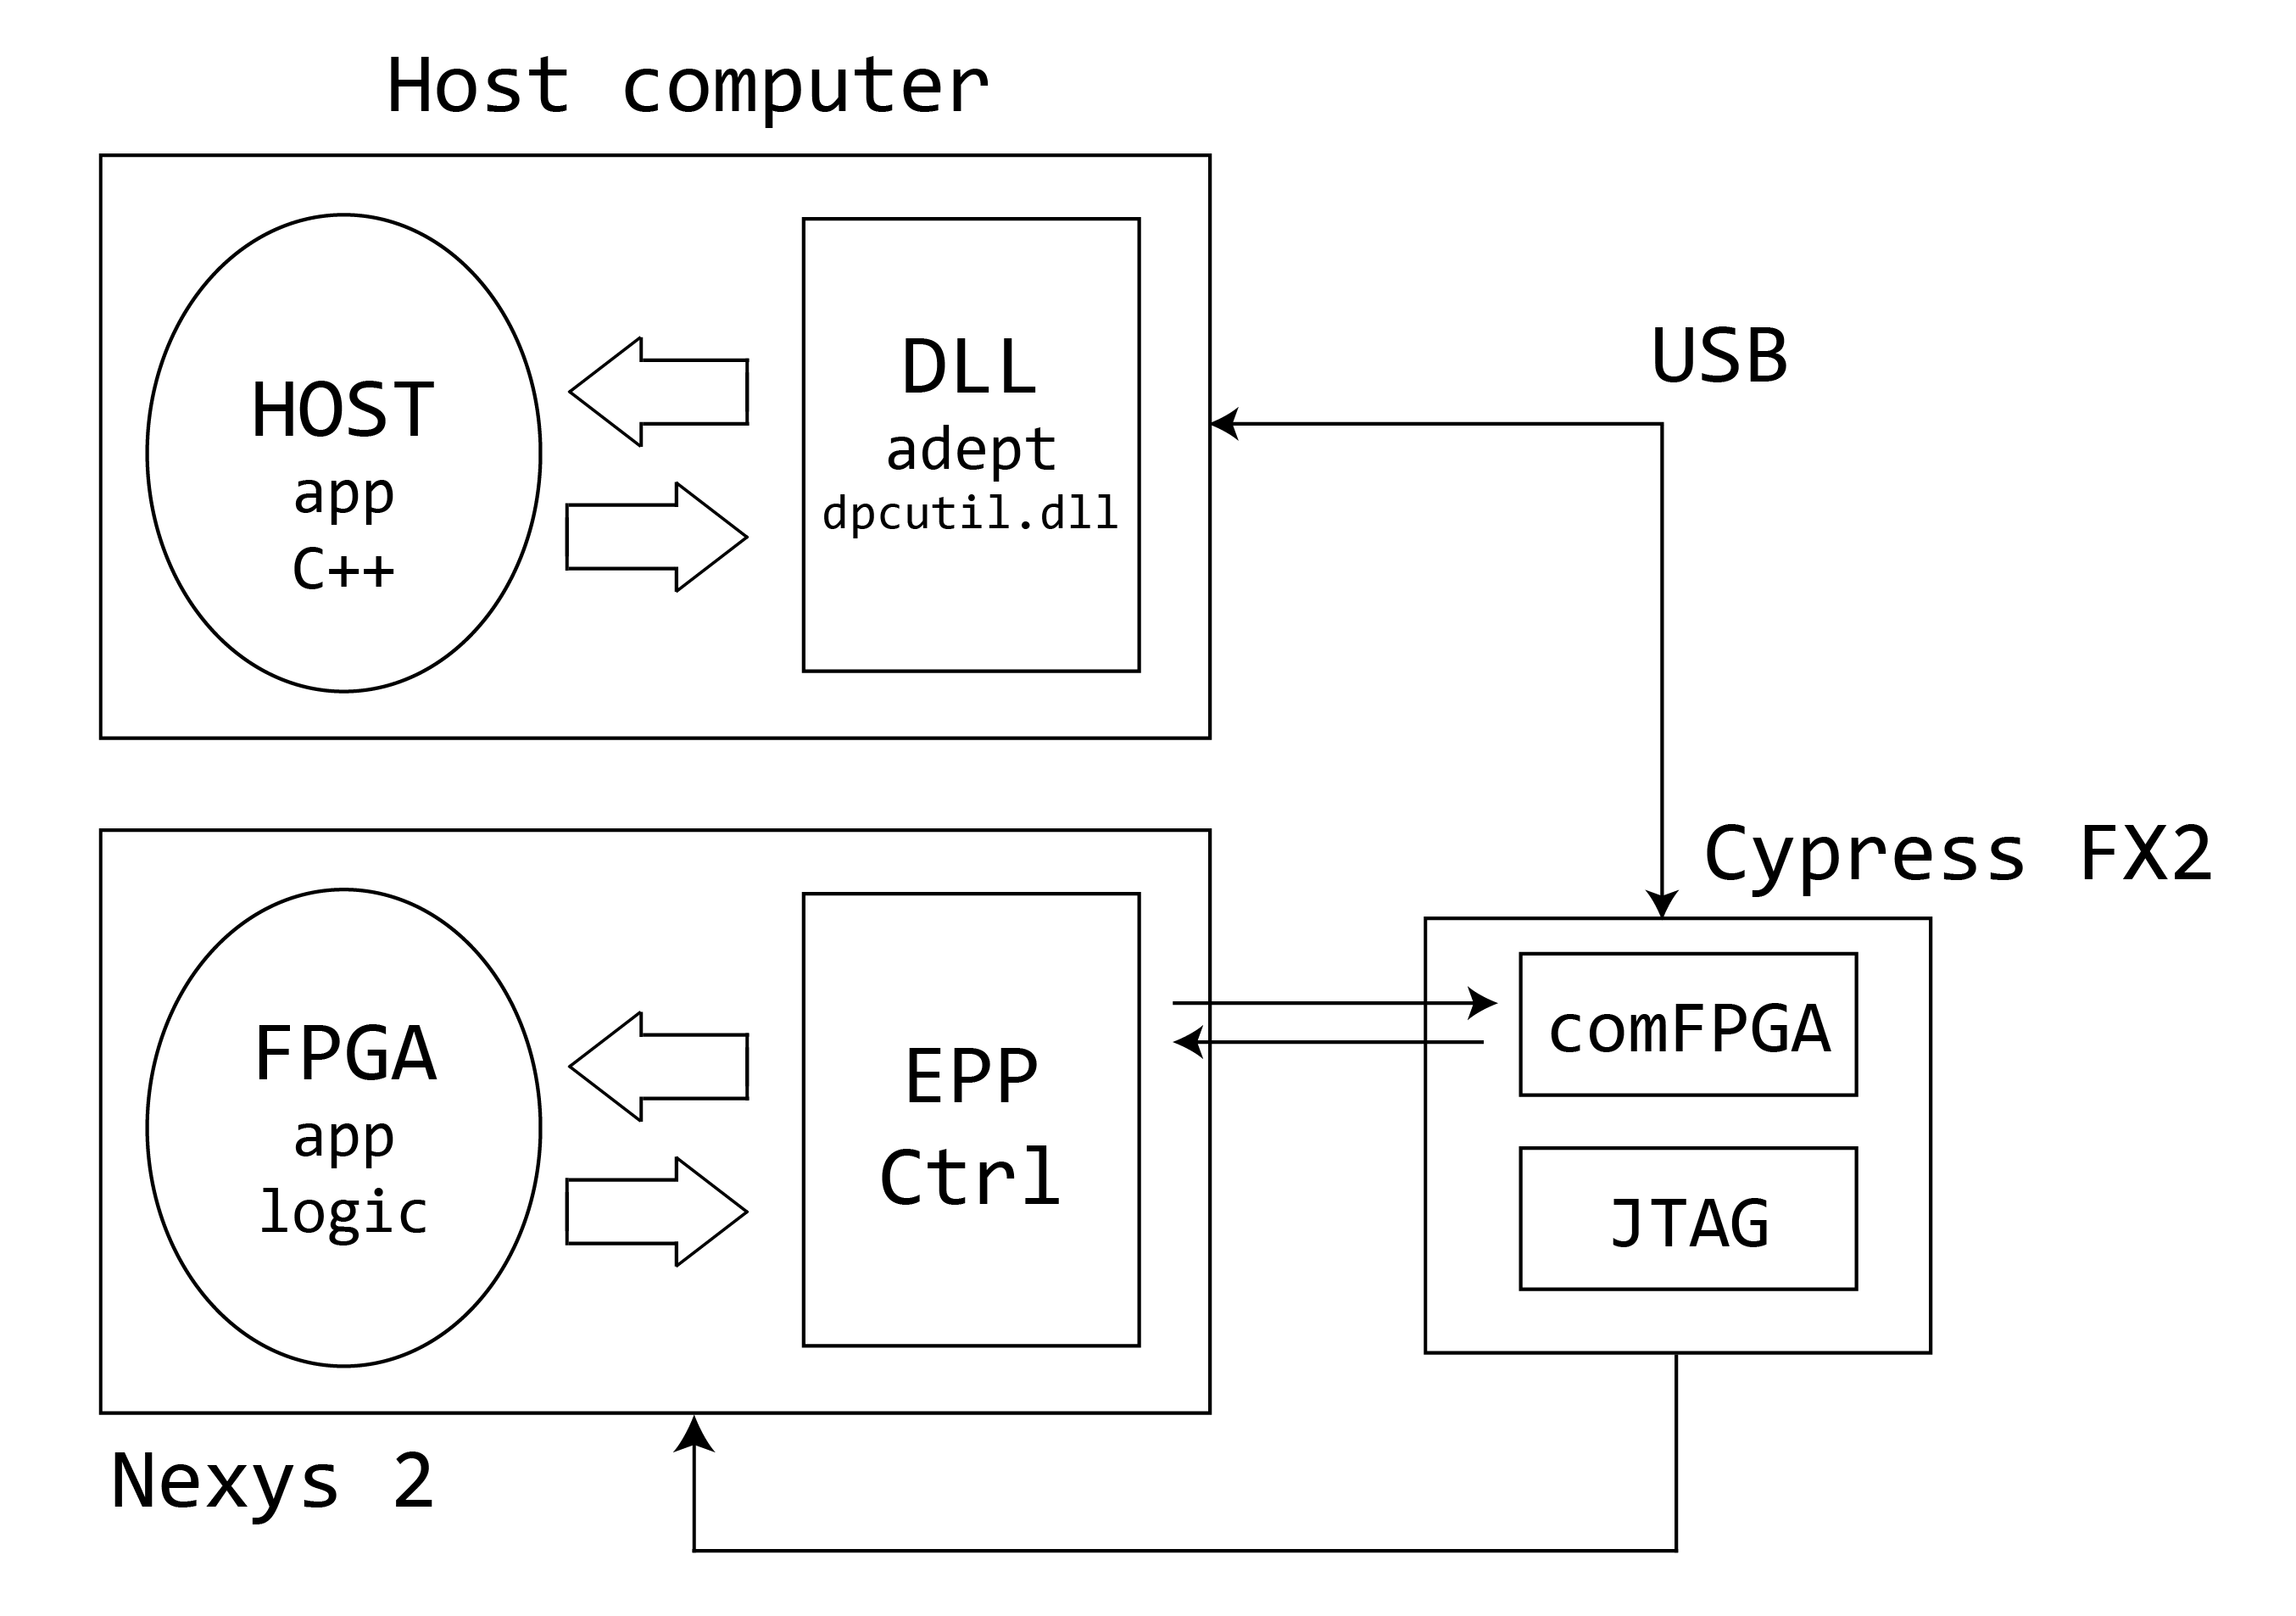 Host computer
HOST
app
C++
DLL
adept
dpcutil.dll
USB
Cypress FX2
FPGA
app
logic
EPP
Ctrl
comFPGA
JTAG
Nexys 2